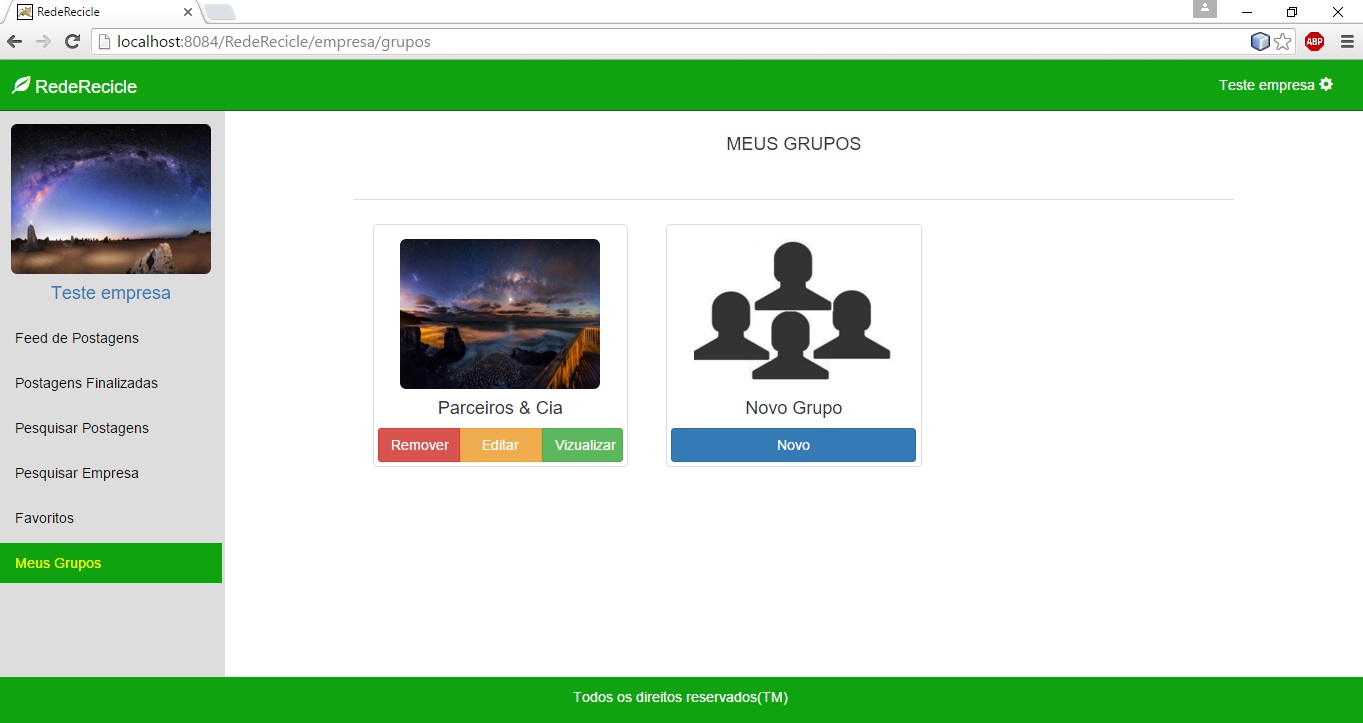 RedeRecicle
localhost:8084/RedeRecicle/empresa/grupos
ABP
RedeRecicle
Teste empresa
Teste empresa
Feed de Postagens
Postagens Finalizadas
Pesquisar Postagens
Pesquisar Empresa
Favoritos
Meus Grupos
MEUS GRUPOS
Parceiros & Cia
Remover Editar Vizualizar
Novo Grupo
Novo
Todos os direitos reservados(TM)